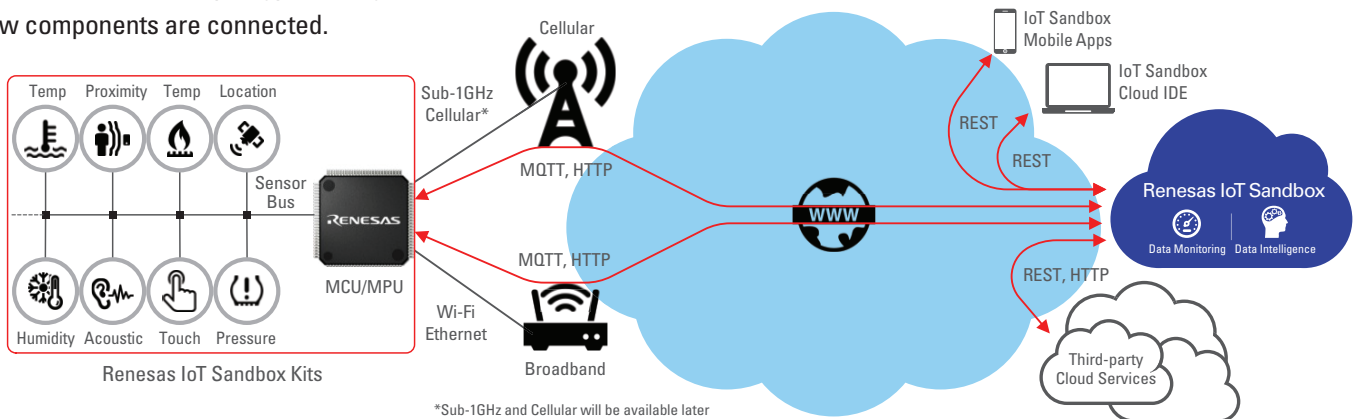 w components are connected.
Temp Proximity Temp Location
Sensor
Bus
RENESAS
MCU/MPU
Humidity Acoustic Touch Pressure
Renesas IoT Sandbox Kits
Cellular
Sub-1GHz
Cellular*
MQTT, HTTP
MQTT, HTTP
Wi-Fi
Ethernet
Broadband
*Sub-1GHz and Cellular will be available later
WWW
IoT Sandbox
Mobile Apps
IoT Sandbox
Cloud IDE
REST
REST
Renesas IoT Sandbox
Data Monitoring Data Intelligence
REST, HTTP
Third-party
Cloud Services